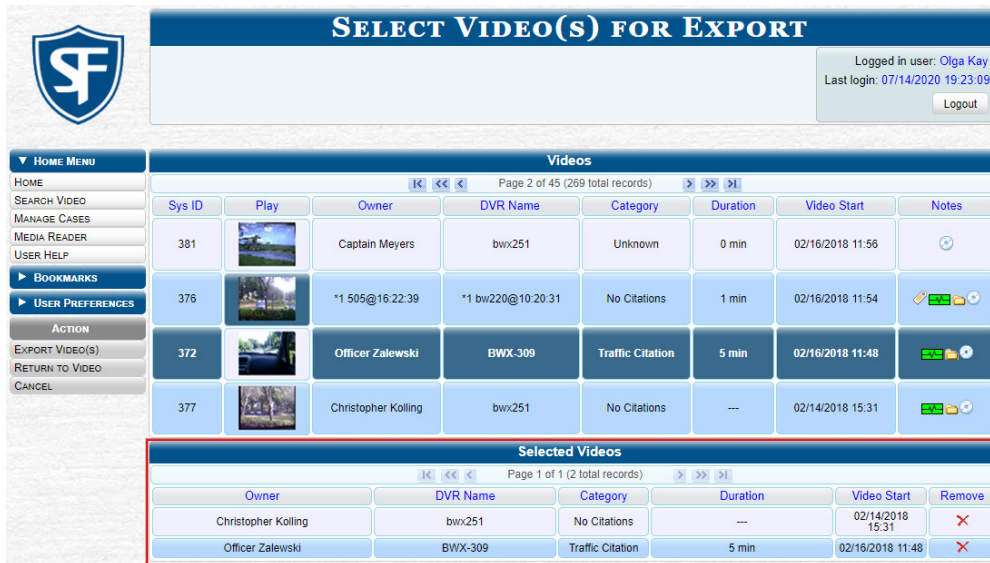 SF
SELECT VIDEO(S) FOR EXPORT
Logged in user: Olga Kay
Last login: 07/14/2020 19:23:09
Logout
HOME MENU
HOME
SEARCH VIDEO
MANAGE CASES
MEDIA READER
USER HELP
BOOKMARKS
USER PREFERENCES
ACTION
EXPORT VIDEO(S)
RETURN TO VIDEO
CANCEL
Videos
Page 2 of 45 (269 total records)
Sys ID Play Owner DVR Name Category Duration Video Start Notes
381 Captain Meyers bwx251 Unknown 0 min 02/16/2018 11:56
376 *1 505@16:22:39 *1 bw220@10:20:31 No Citations 1 min 02/16/2018 11:54
372 Officer Zalewski BWX-309 Traffic Citation 5 min 02/16/2018 11:48
377 Christopher Kolling bwx251 No Citations --- 02/14/2018 15:31
Selected Videos
Page 1 of 1 (2 total records)
Owner DVR Name Category Duration Video Start Remove
Christopher Kolling bwx251 No Citations --- 02/14/2018 15:31
Officer Zalewski BWX-309 Traffic Citation 5 min 02/16/2018 11:48